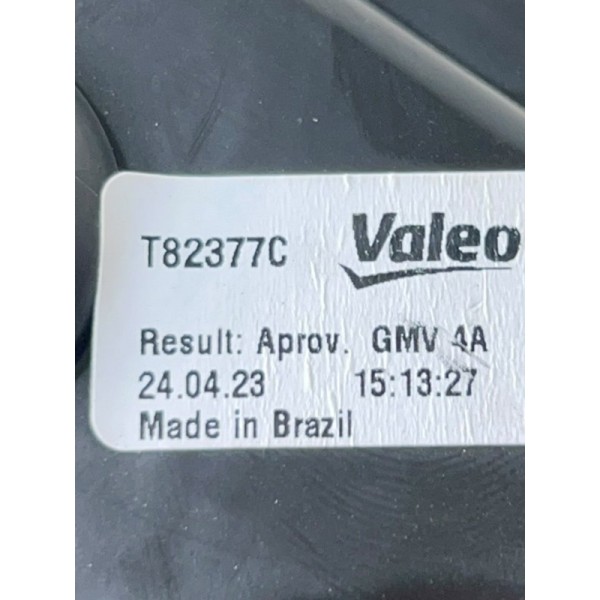 T82377C Valeo
Result: Aprov. GMV 4A
24.04.23 15:13:27
Made in Brazil